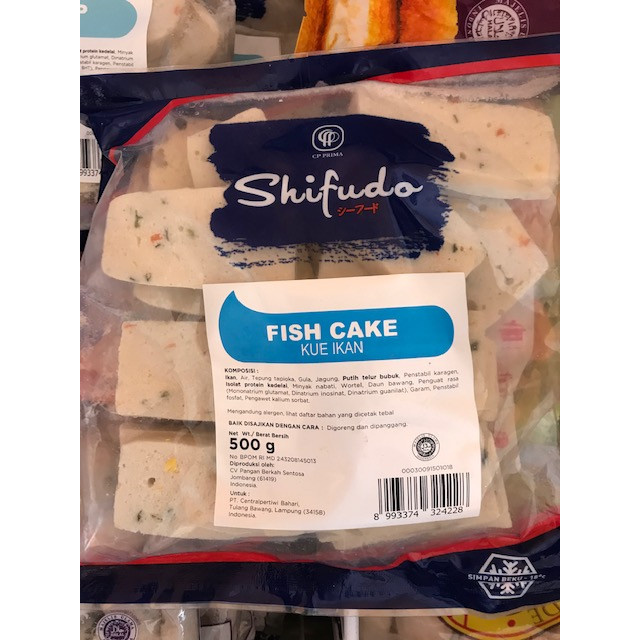 CP PRIMA
Shifudo
シーフード
FISH CAKE
KUE IKAN
KOMPOSISI :
Ikan, Air, Tepung tapioka, Gula, Jagung, Putih telur bubuk, Penstabil karagen,
Isolat protein kedelai, Minyak nabati, Wortel, Daun bawang, Penguat rasa
(Mononatrium glutamat, Dinatrium inosinat, Dinatrium guanilat), Garam, Penstabil
fosfat, Pengawet kalium sorbat.
Mengandung alergen, lihat daftar bahan yang dicetak tebal
BAIK DISAJIKAN DENGAN CARA : Digoreng dan dipanggang.
Net Wt./ Berat Bersih
500 g
No BPOM RI MD 243208145013
Diproduksi oleh:
CV. Pangan Berkah Sentosa
Jombang (61419)
Indonesia.
Untuk :
PT. Centralpertiwi Bahari,
Tulang Bawang, Lampung (34158)
Indonesia.
00030091501018
8 993374 324228
SIMPAN BEKU - 18°C